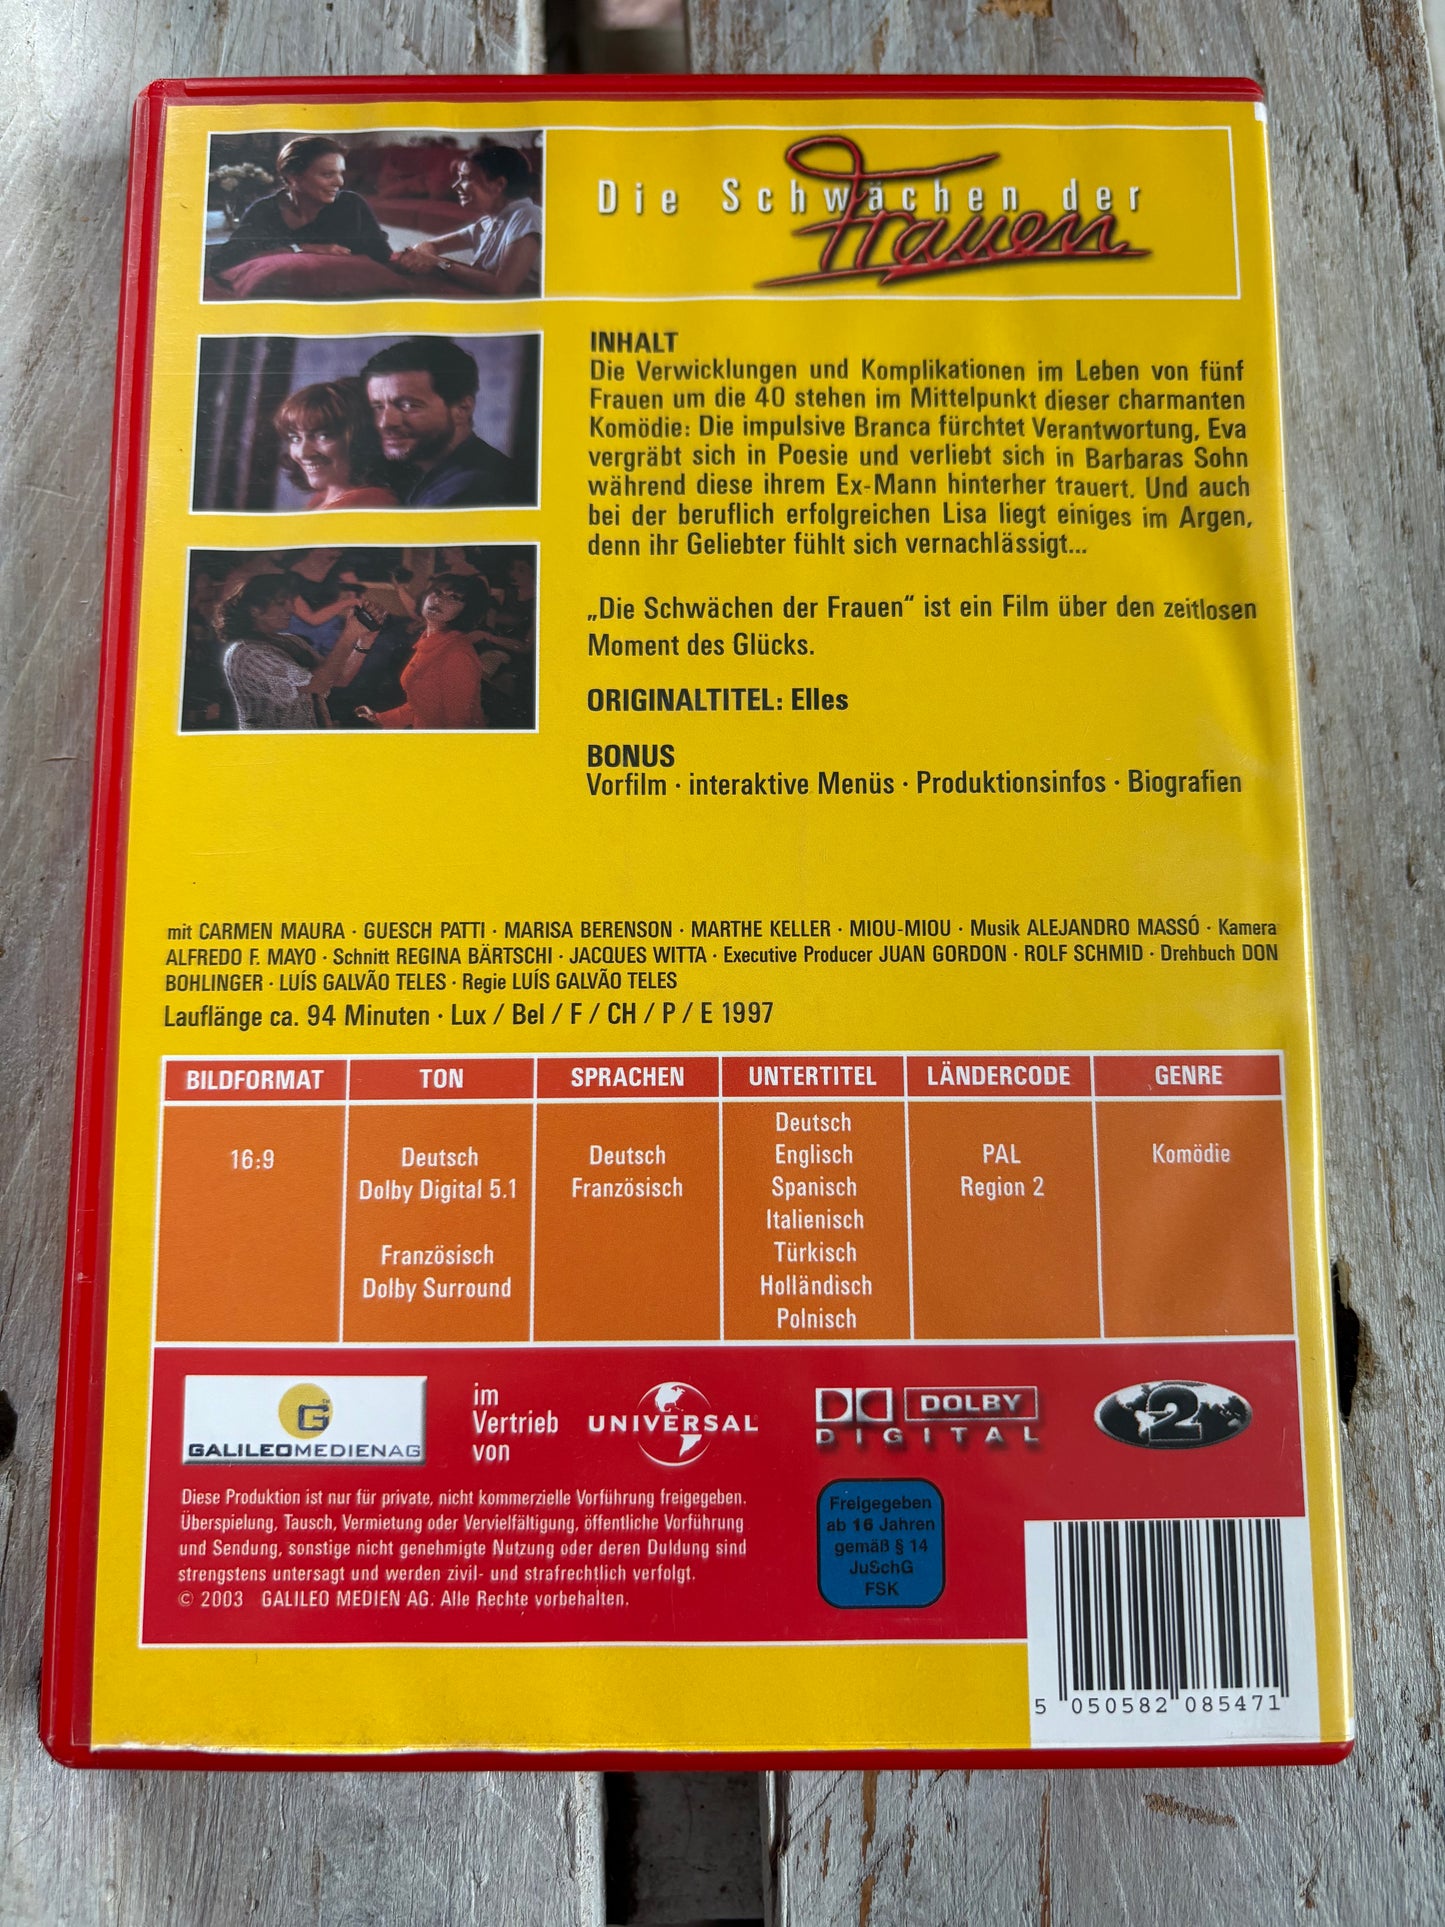 Die Schwächen der
Frauen
INHALT
Die Verwicklungen und Komplikationen im Leben von fünf
Frauen um die 40 stehen im Mittelpunkt dieser charmanten
Komödie: Die impulsive Branca fürchtet Verantwortung, Eva
vergräbt sich in Poesie und verliebt sich in Barbaras Sohn
während diese ihrem Ex-Mann hinterher trauert. Und auch
bei der beruflich erfolgreichen Lisa liegt einiges im Argen,
denn ihr Geliebter fühlt sich vernachlässigt...
„Die Schwächen der Frauen“ ist ein Film über den zeitlosen
Moment des Glücks.
ORIGINALTITEL: Elles
BONUS
Vorfilm · interaktive Menüs · Produktionsinfos · Biografien
mit CARMEN MAURA · GUESCH PATTI · MARISA BERENSON · MARTHE KELLER · MIOU-MIOU · Musik ALEJANDRO MASSÓ · Kamera
ALFREDO F. MAYO · Schnitt REGINA BÄRTSCHI · JACQUES WITTA · Executive Producer JUAN GORDON · ROLF SCHMID · Drehbuch DON
BOHLINGER · LUÍS GALVÃO TELES · Regie LUÍS GALVÃO TELES
Lauflänge ca. 94 Minuten · Lux / Bel / F / CH / P / E 1997
BILDFORMAT
16:9
TON
Deutsch
Dolby Digital 5.1
Französisch
Dolby Surround
SPRACHEN
Deutsch
Französisch
UNTERTITEL
Deutsch
Englisch
Spanisch
Italienisch
Türkisch
Holländisch
Polnisch
LÄNDERCODE
PAL
Region 2
GENRE
Komödie
G
GALILEOMEDIENAG
im
Vertrieb
von
UNIVERSAL
DOLBY
DIGITAL
2
Diese Produktion ist nur für private, nicht kommerzielle Vorführung freigegeben.
Überspielung, Tausch, Vermietung oder Vervielfältigung, öffentliche Vorführung
und Sendung, sonstige nicht genehmigte Nutzung oder deren Duldung sind
strengstens untersagt und werden zivil- und strafrechtlich verfolgt.
© 2003 GALILEO MEDIEN AG. Alle Rechte vorbehalten.
Freigegeben
ab 16 Jahren
gemäß § 14
JuSchG
FSK
5 050582 085471